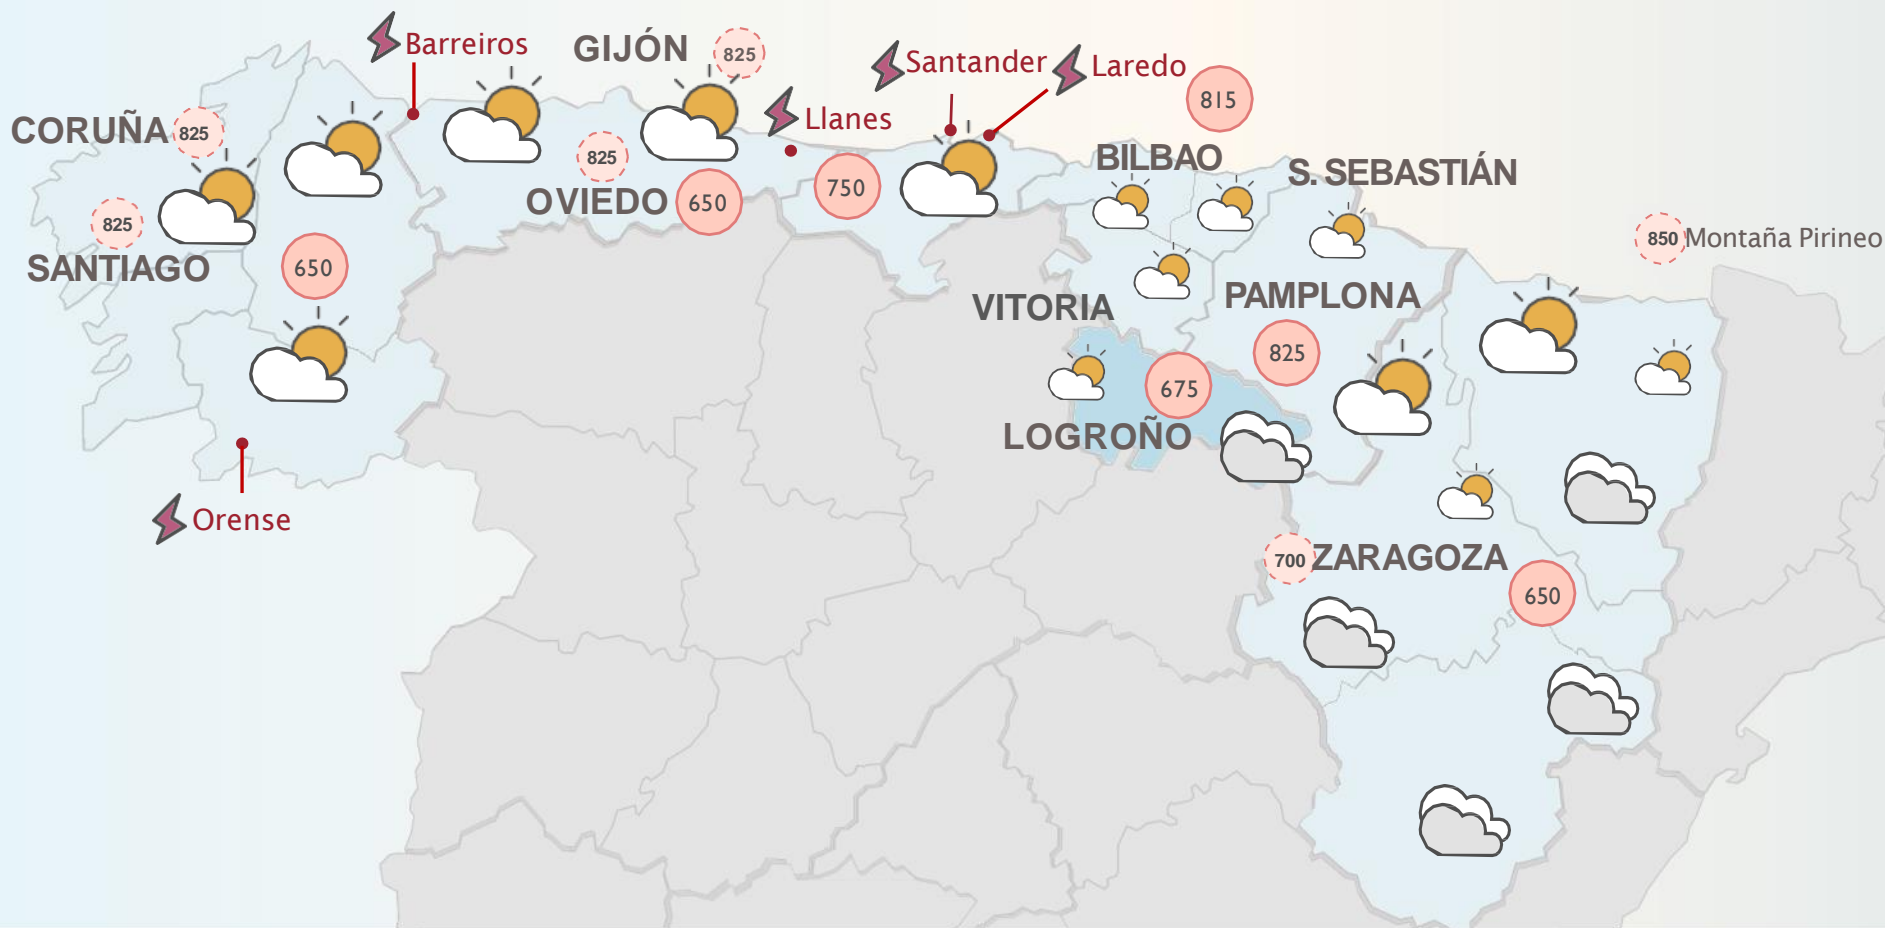 Barreiros
GIJÓN
825
Santander
Laredo
815
Llanes
CORUÑA
825
825
OVIEDO
650
750
BILBAO
S. SEBASTIÁN
825
SANTIAGO
650
850
Montaña Pirineo
VITORIA
PAMPLONA
825
675
LOGROÑO
Orense
700
ZARAGOZA
650